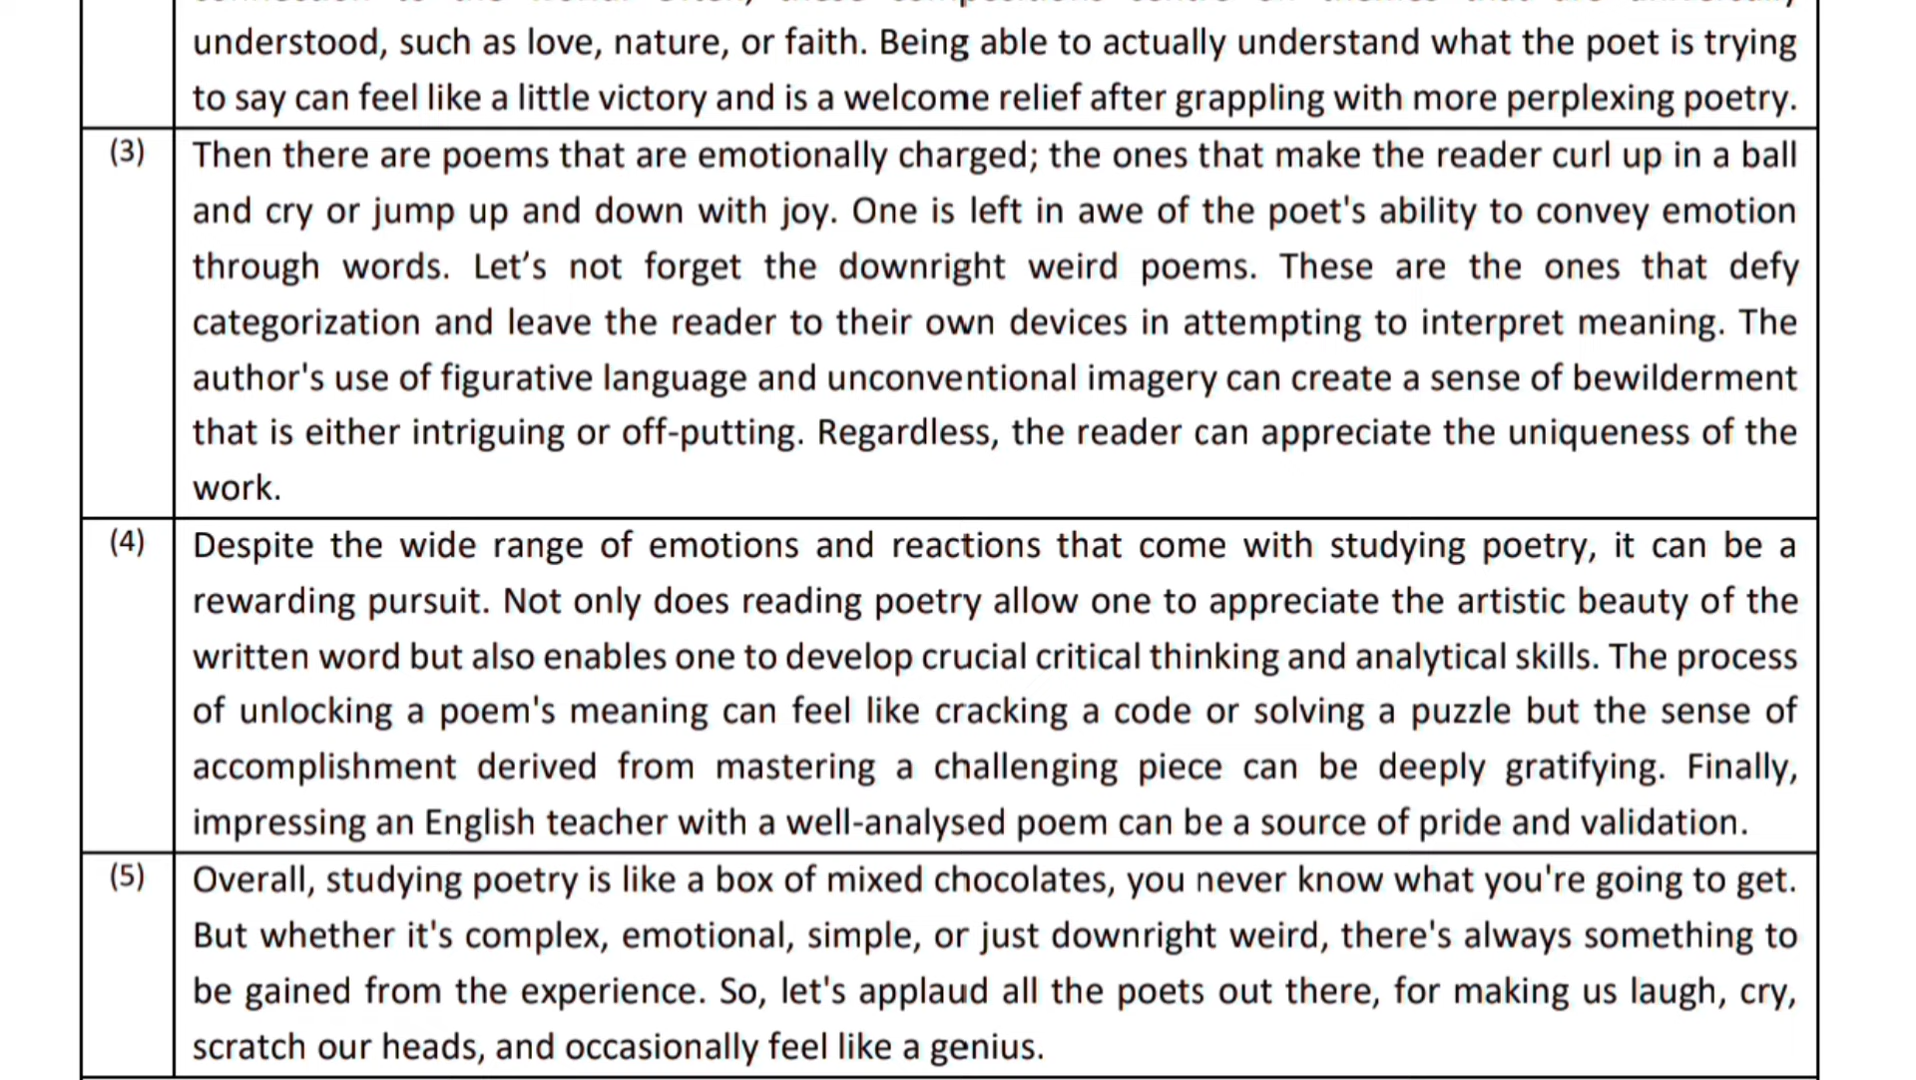 understood, such as love, nature, or faith. Being able to actually understand what the poet is trying
to say can feel like a little victory and is a welcome relief after grappling with more perplexing poetry.
(3) Then there are poems that are emotionally charged; the ones that make the reader curl up in a ball
and cry or jump up and down with joy. One is left in awe of the poet's ability to convey emotion
through words. Let’s not forget the downright weird poems. These are the ones that defy
categorization and leave the reader to their own devices in attempting to interpret meaning. The
author's use of figurative language and unconventional imagery can create a sense of bewilderment
that is either intriguing or off-putting. Regardless, the reader can appreciate the uniqueness of the
work.
(4) Despite the wide range of emotions and reactions that come with studying poetry, it can be a
rewarding pursuit. Not only does reading poetry allow one to appreciate the artistic beauty of the
written word but also enables one to develop crucial critical thinking and analytical skills. The process
of unlocking a poem's meaning can feel like cracking a code or solving a puzzle but the sense of
accomplishment derived from mastering a challenging piece can be deeply gratifying. Finally,
impressing an English teacher with a well-analysed poem can be a source of pride and validation.
(5) Overall, studying poetry is like a box of mixed chocolates, you never know what you're going to get.
But whether it's complex, emotional, simple, or just downright weird, there's always something to
be gained from the experience. So, let's applaud all the poets out there, for making us laugh, cry,
scratch our heads, and occasionally feel like a genius.